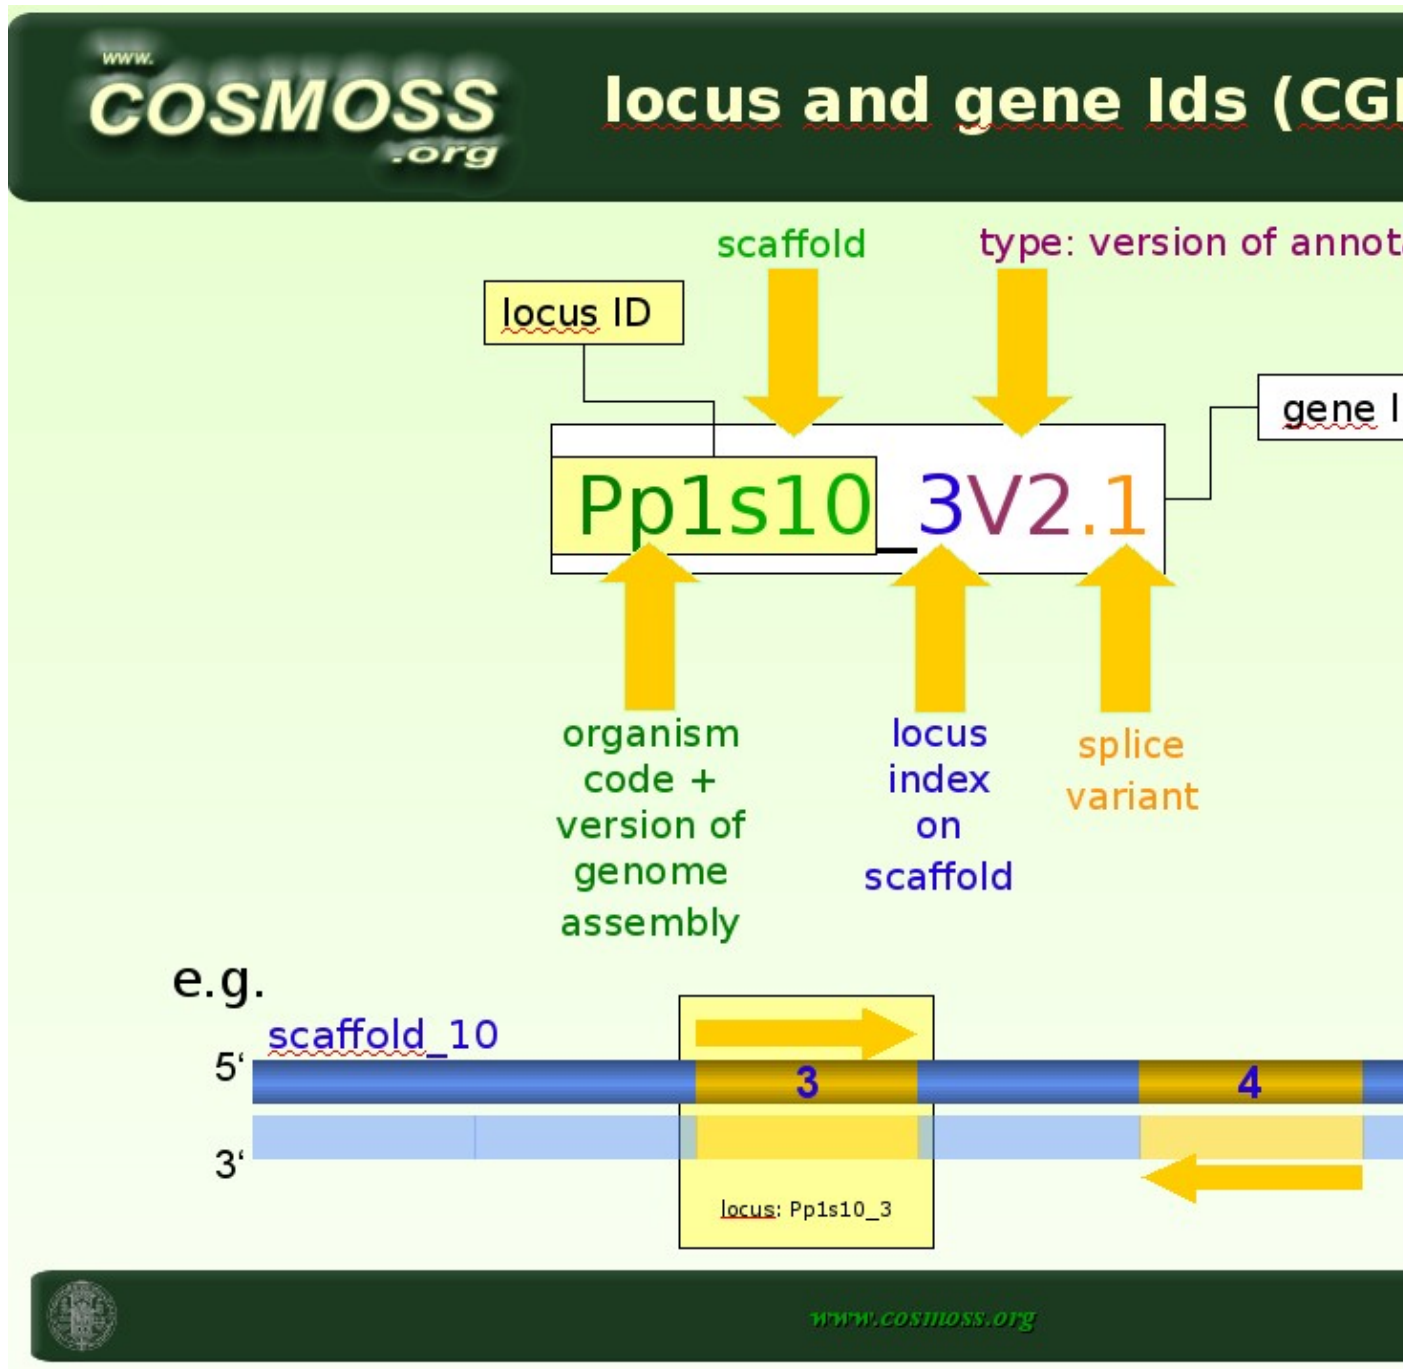 www.
COSMOSS
.org
locus and gene Ids (CG
scaffold
type: version of annot
locus ID
gene I
Pp1s10_3V2.1
organism
code +
version of
genome
assembly
locus
index
on
scaffold
splice
variant
e.g.
scaffold_10
5‘
3
4
3‘
locus: Pp1s10_3
www.cosmoss.org